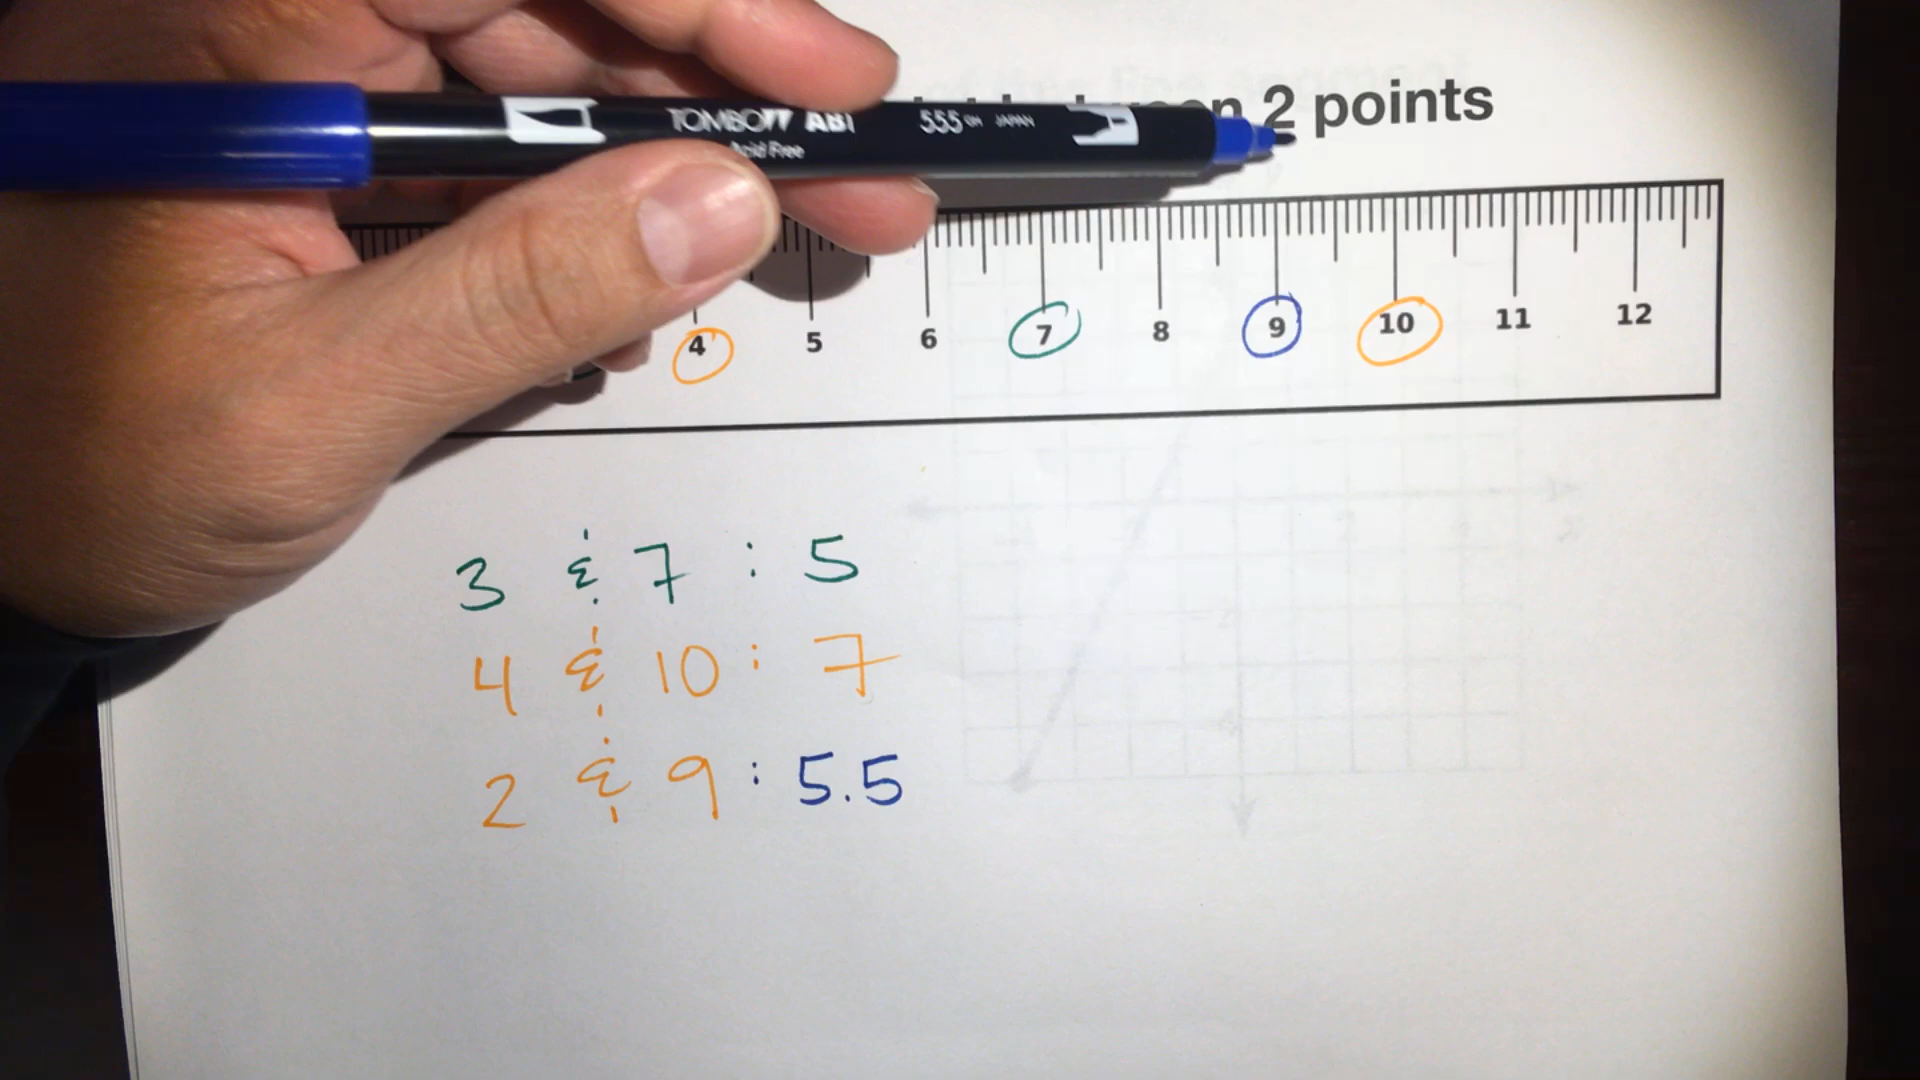 2 points
TOMBOW ABT 555 JAPAN
Acid Free
4 5 6 7 8 9 10 11 12
3 & 7 : 5
4 & 10 : 7
2 & 9 : 5.5